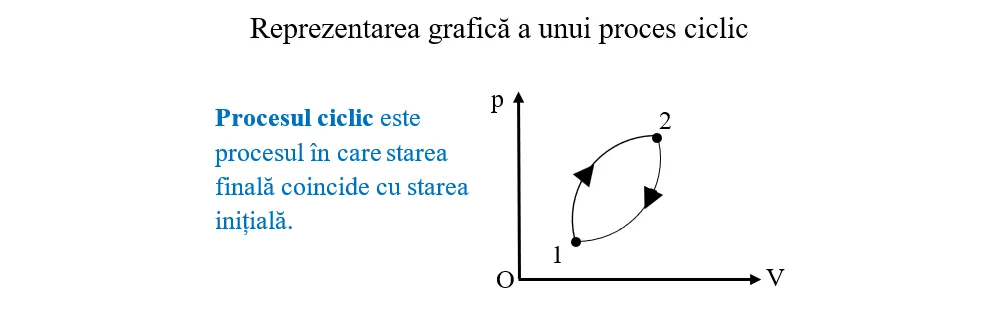 Reprezentarea grafică a unui proces ciclic
Procesul ciclic este
procesul în care starea
finală coincide cu starea
inițială.
p
2
1
O
V